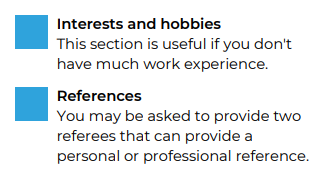 Interests and hobbies
This section is useful if you don't
have much work experience.
References
You may be asked to provide two
referees that can provide a
personal or professional reference.